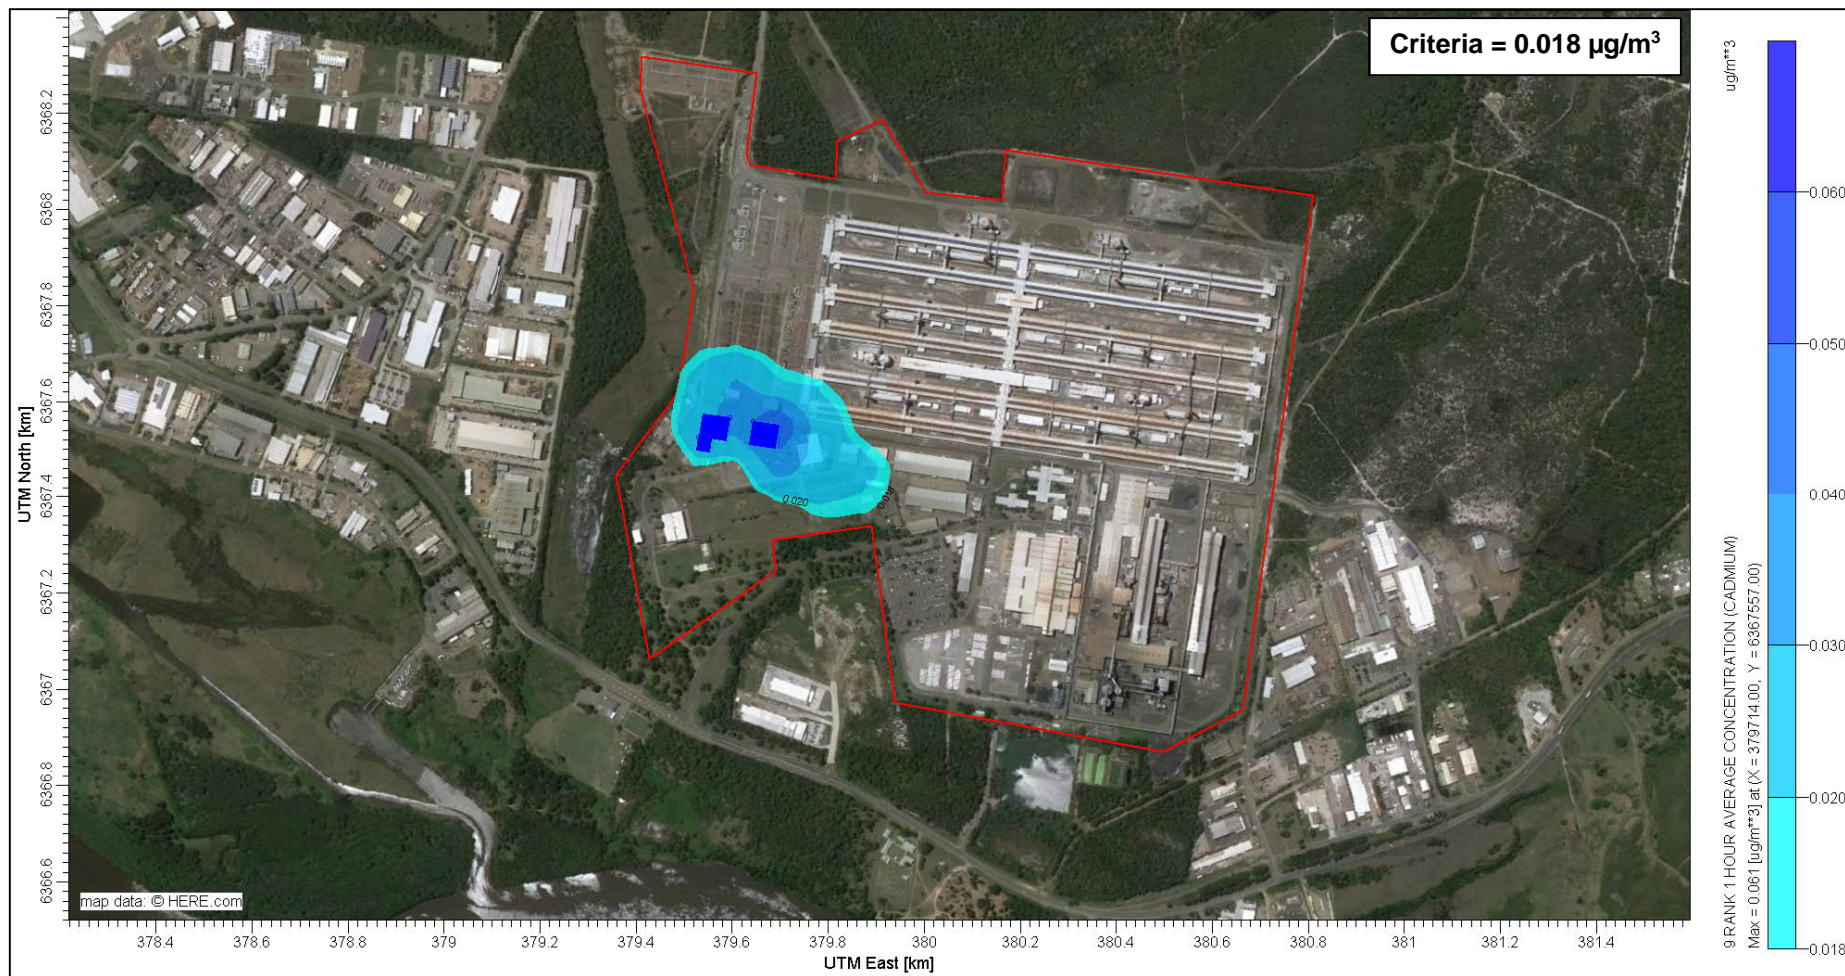 Criteria = 0.018 µg/m³
ug/m**3
0.060
0.050
0.040
0.030
0.020
0.018
9 RANK 1 HOUR AVERAGE CONCENTRATION (CADMIUM)
Max = 0.061 [ug/m**3] at (X = 379714.00, Y = 6367557.00)
UTM North [km]
6368.2
6368
6367.8
6367.6
6367.4
6367.2
6367
6366.8
6366.6
0.020
0.018
map data: © HERE.com
378.4 378.6 378.8 379 379.2 379.4 379.6 379.8 380 380.2 380.4 380.6 380.8 381 381.2 381.4
UTM East [km]